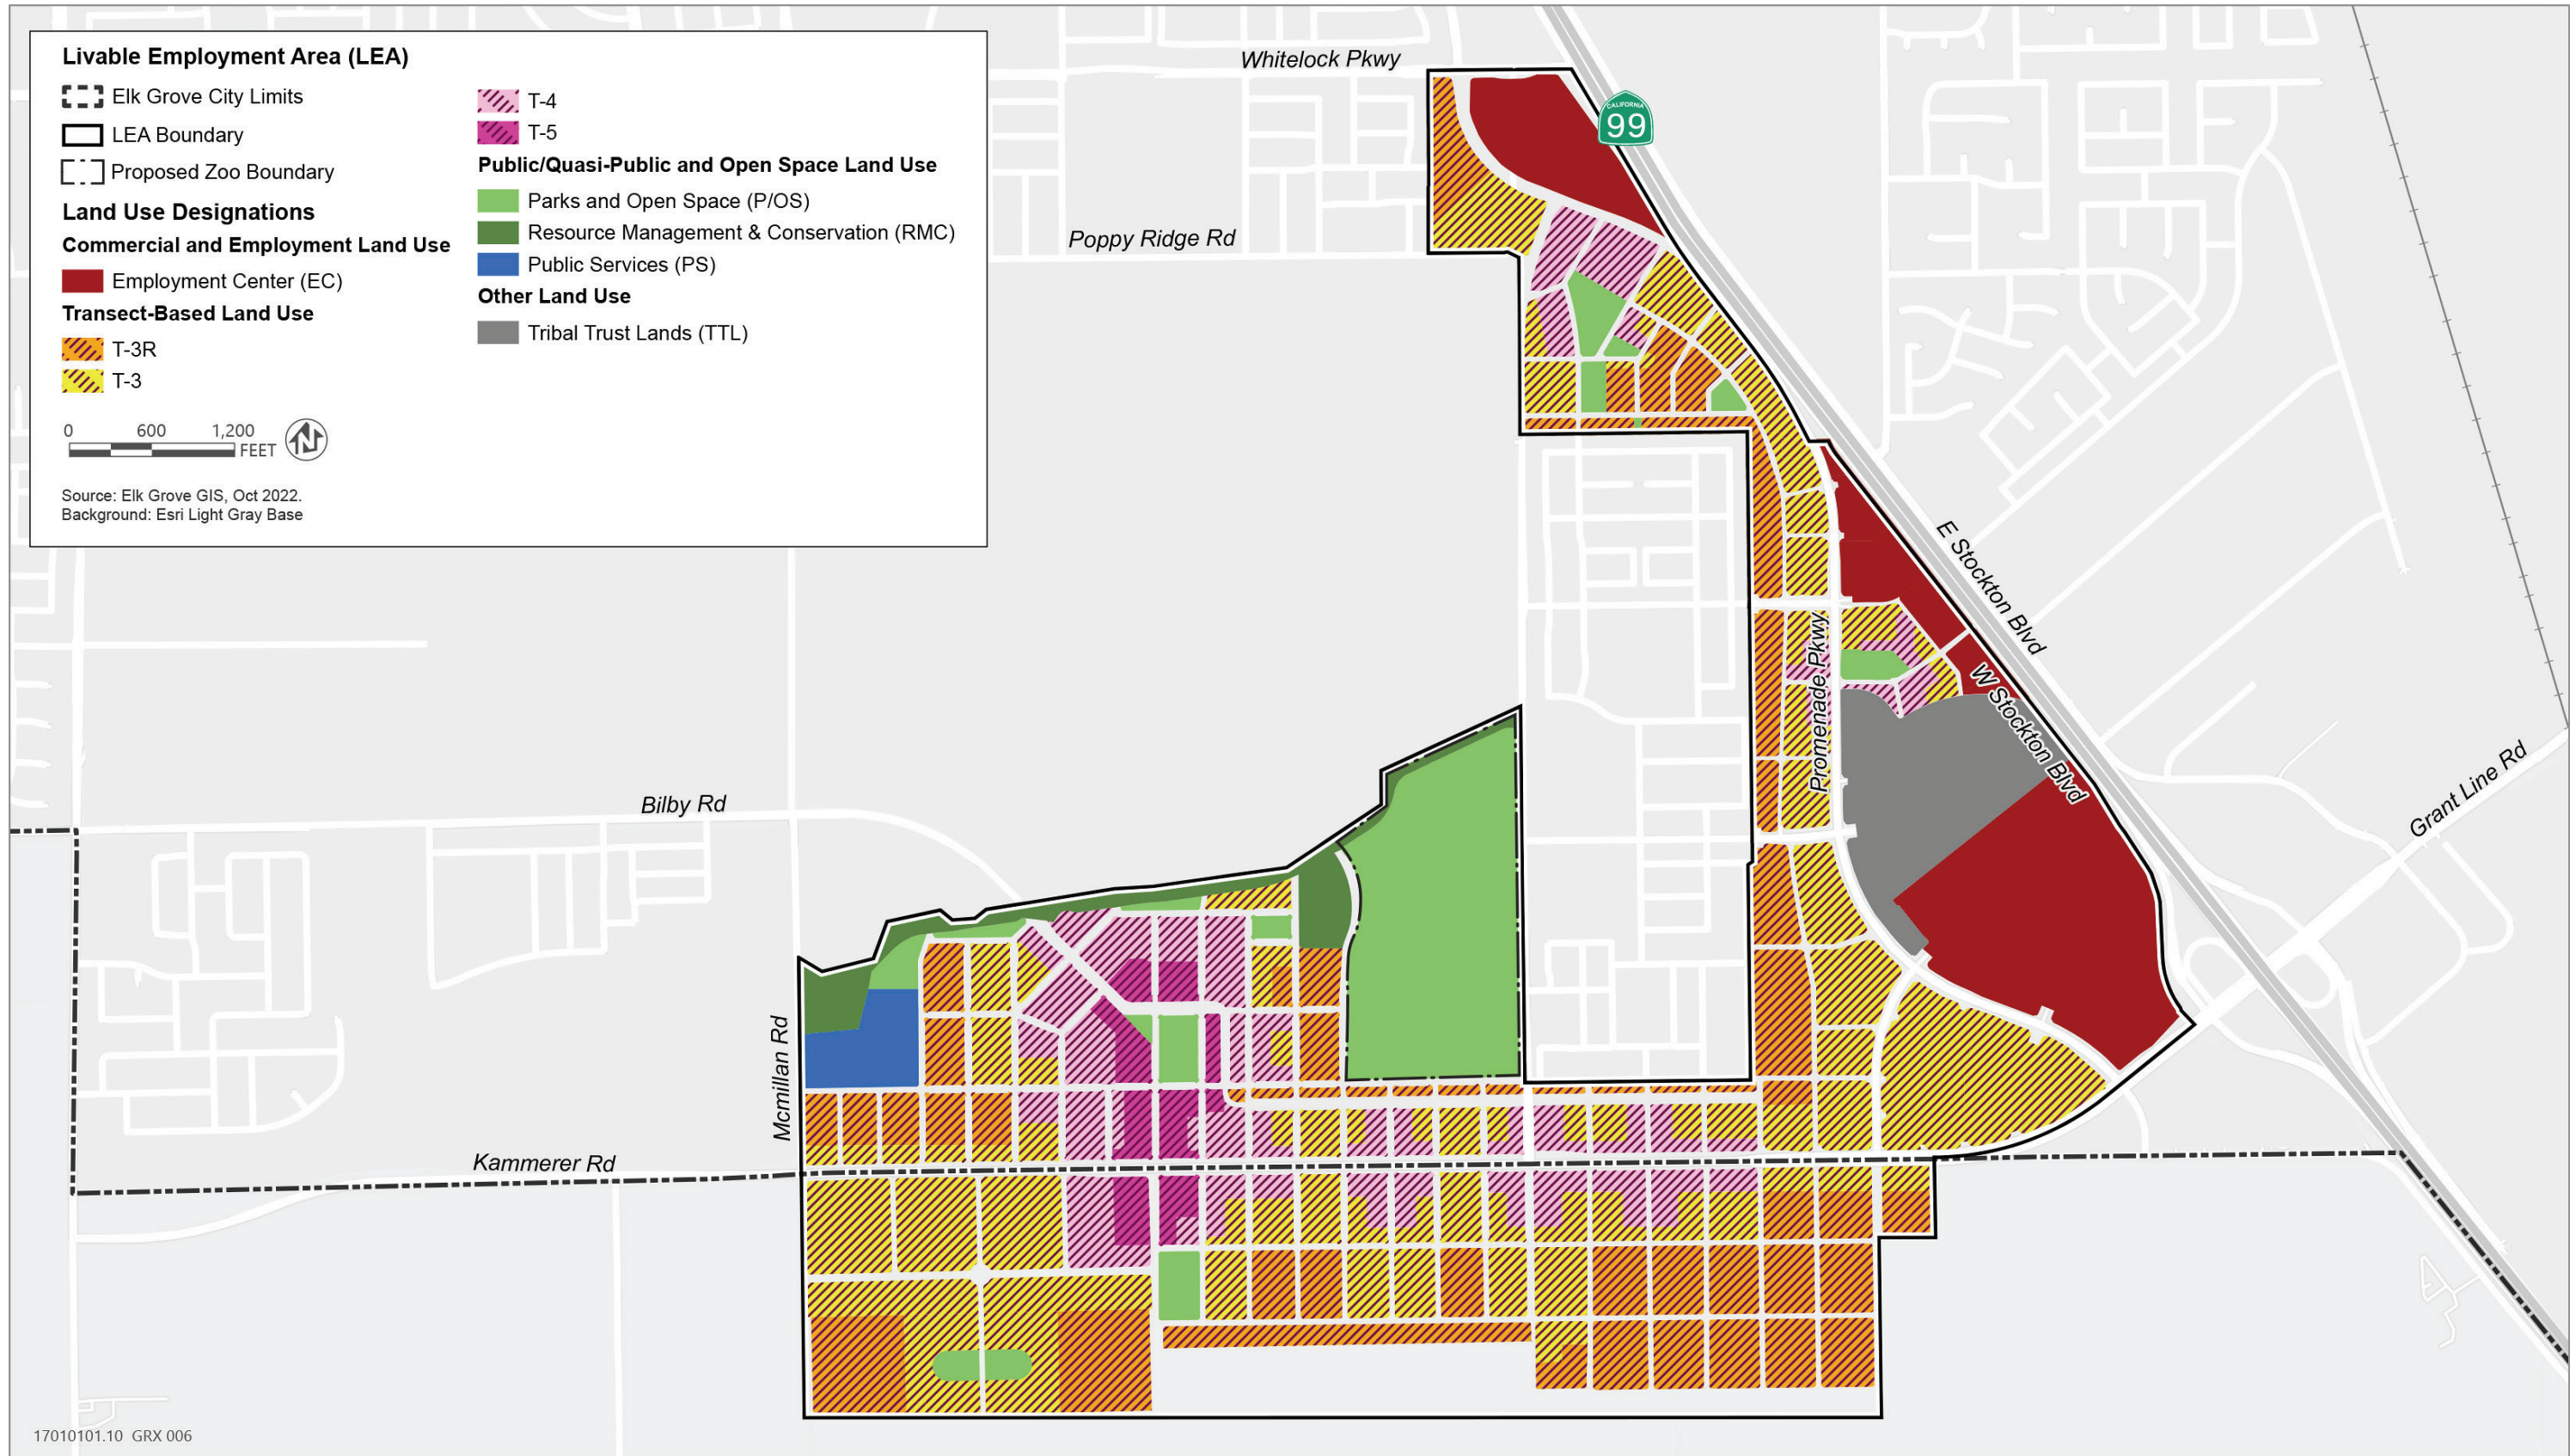 Livable Employment Area (LEA)
Elk Grove City Limits
LEA Boundary
Proposed Zoo Boundary
Land Use Designations
Commercial and Employment Land Use
Employment Center (EC)
Transect-Based Land Use
T-3R
T-3
T-4
T-5
Public/Quasi-Public and Open Space Land Use
Parks and Open Space (P/OS)
Resource Management & Conservation (RMC)
Public Services (PS)
Other Land Use
Tribal Trust Lands (TTL)
0 600 1,200
FEET
N
Source: Elk Grove GIS, Oct 2022.
Background: Esri Light Gray Base
Whitelock Pkwy
CALIFORNIA
99
Poppy Ridge Rd
E Stockton Blvd
Promenade Pkwy
W Stockton Blvd
Grant Line Rd
Bilby Rd
Mcmillan Rd
Kammerer Rd
17010101.10 GRX 006